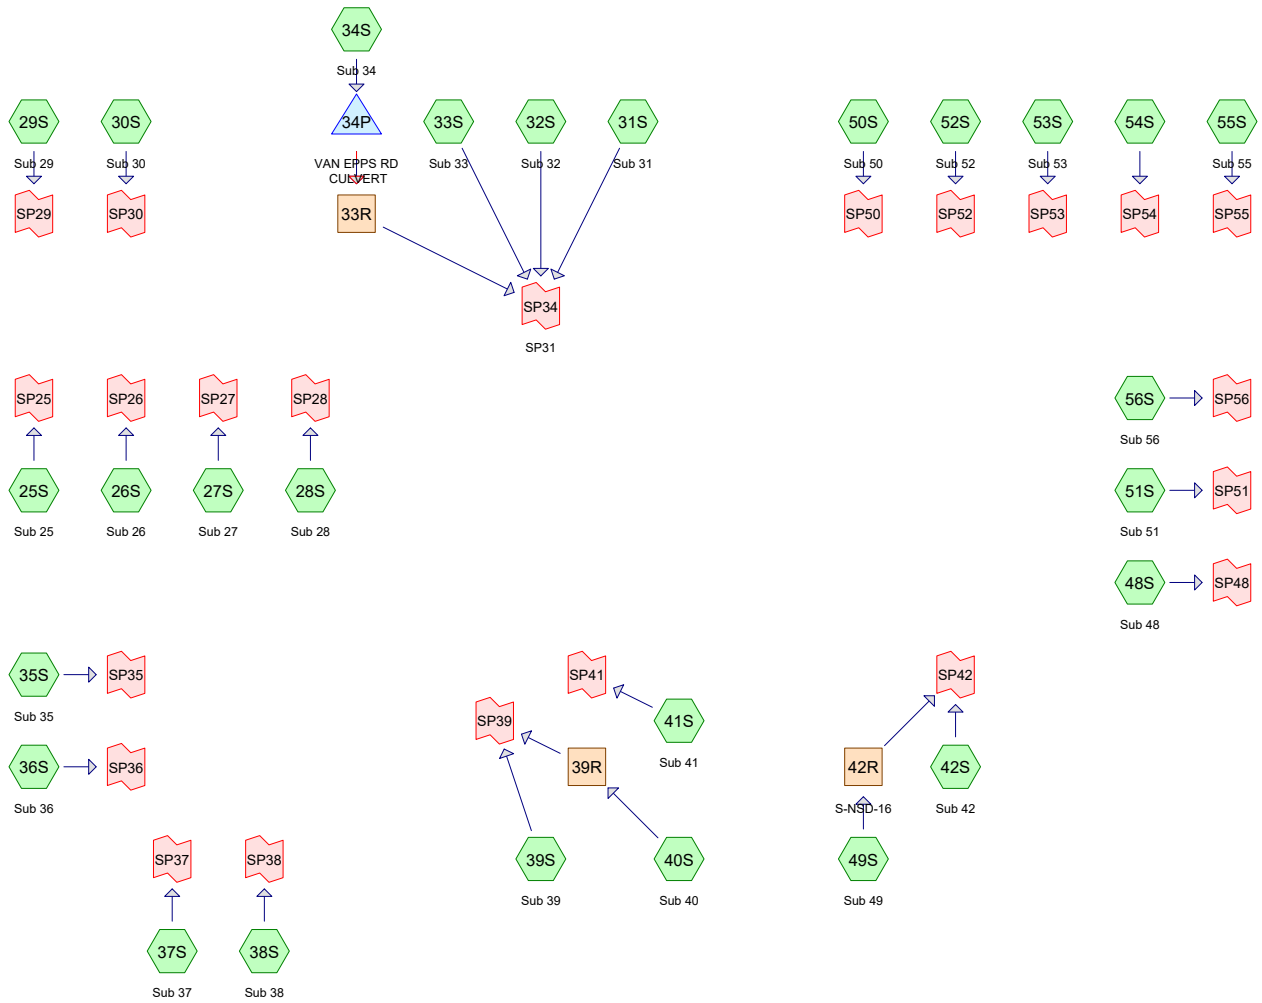 34S
Sub 34
29S
30S
34P
33S
32S
31S
50S
52S
53S
54S
55S
Sub 29
Sub 30
VAN EPPS RD
CULVERT
Sub 33
Sub 32
Sub 31
Sub 50
Sub 52
Sub 53
Sub 54
Sub 55
SP29
SP30
33R
SP50
SP52
SP53
SP54
SP55
SP34
SP31
SP25
SP26
SP27
SP28
56S
SP56
Sub 56
25S
26S
27S
28S
51S
SP51
Sub 25
Sub 26
Sub 27
Sub 28
Sub 51
48S
SP48
Sub 48
35S
SP35
SP41
SP42
Sub 35
SP39
41S
Sub 41
36S
SP36
39R
42R
42S
Sub 36
S-NSD-16
Sub 42
SP37
SP38
39S
40S
49S
Sub 39
Sub 40
Sub 49
37S
38S
Sub 37
Sub 38